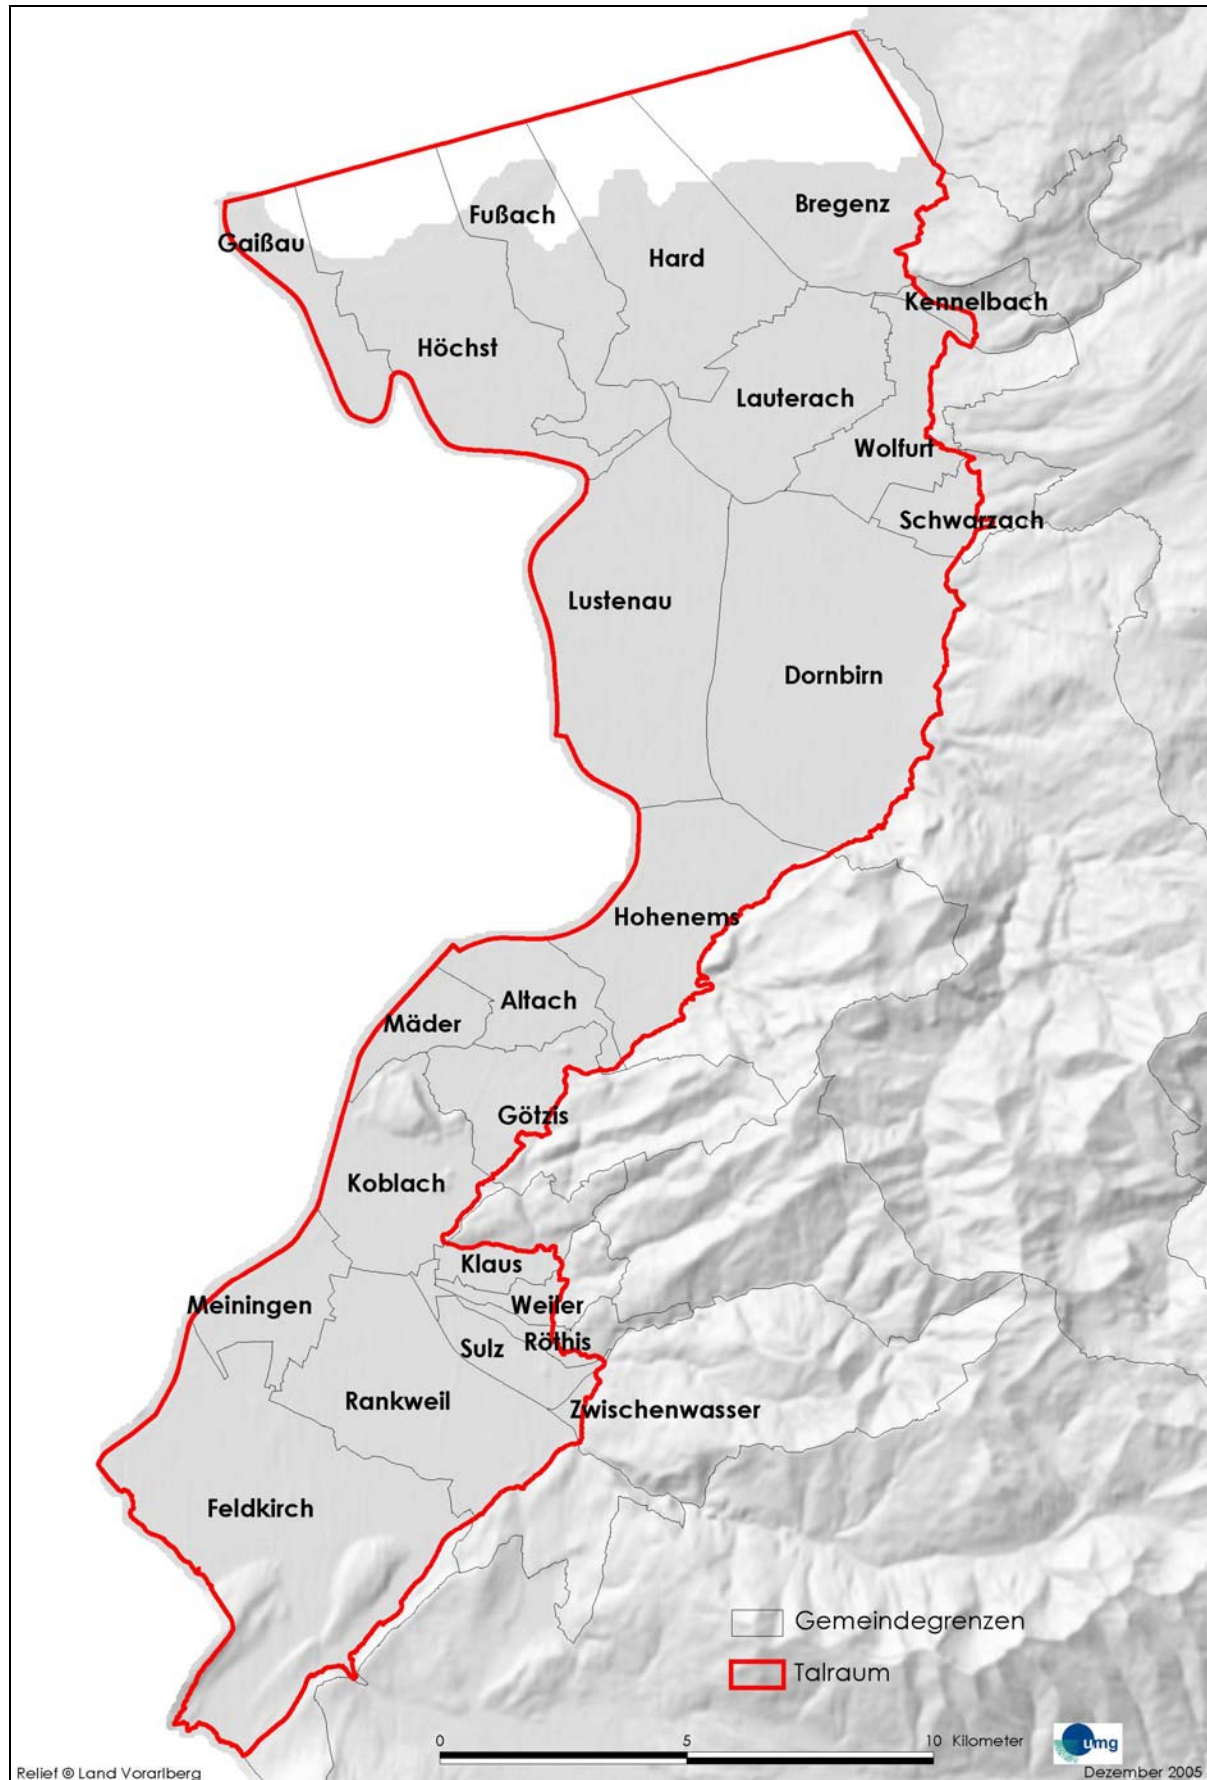 Fußach
Bregenz
Gaißau
Hard
Kennelbach
Höchst
Lauterach
Wolfurt
Schwarzach
Lustenau
Dornbirn
Hohenems
Altach
Mäder
Götzis
Koblach
Klaus
Meiningen
Weiler
Röthis
Sulz
Rankweil
Zwischenwasser
Feldkirch
Gemeindegrenzen
Talraum
0 5 10 Kilometer
umg
Relief © Land Vorarlberg
Dezember 2005